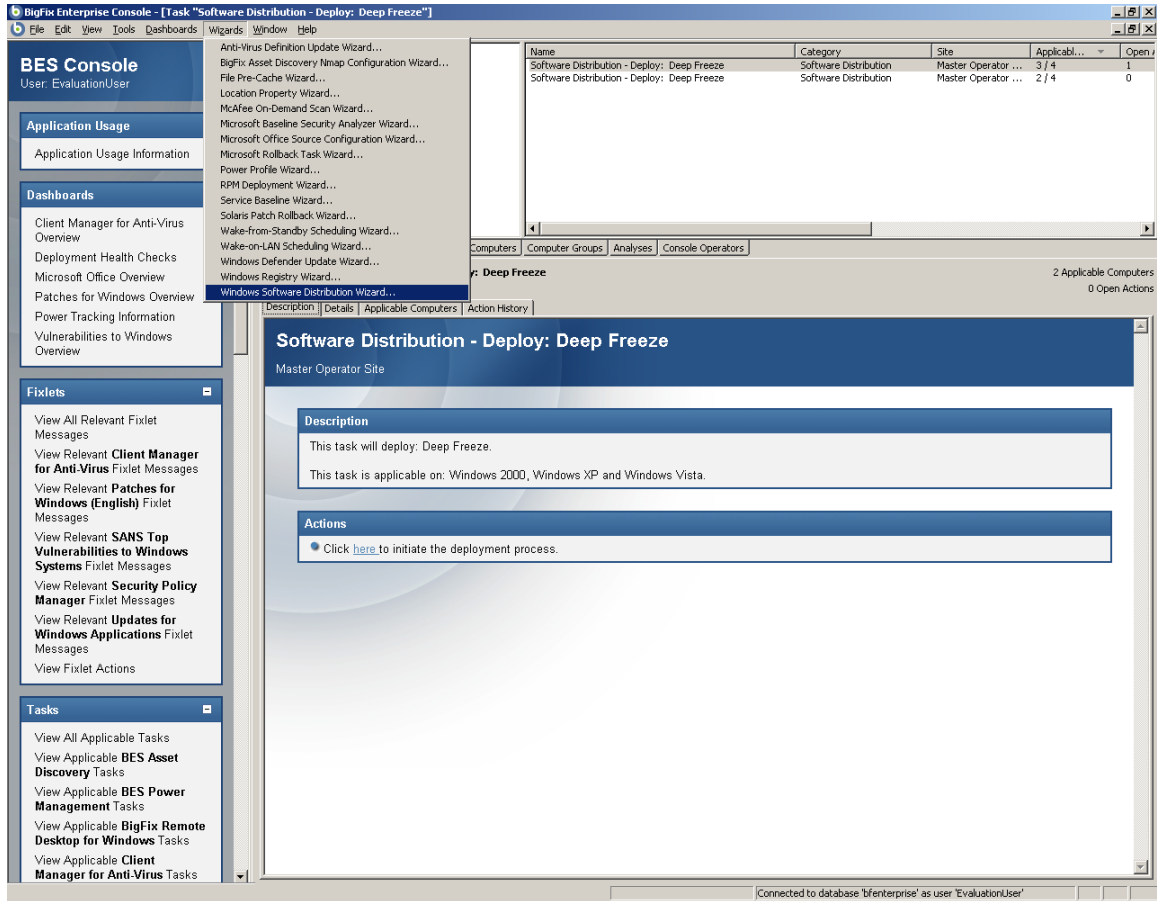 BigFix Enterprise Console - [Task "Software Distribution - Deploy: Deep Freeze"]
File Edit View Tools Dashboards Wizards Window Help
BES Console
User: EvaluationUser
Application Usage
Application Usage Information
Dashboards
Client Manager for Anti-Virus
Overview
Deployment Health Checks
Microsoft Office Overview
Patches for Windows Overview
Power Tracking Information
Vulnerabilities to Windows
Overview
Fixlets
View All Relevant Fixlet
Messages
View Relevant Client Manager
for Anti-Virus Fixlet Messages
View Relevant Patches for
Windows (English) Fixlet
Messages
View Relevant SANS Top
Vulnerabilities to Windows
Systems Fixlet Messages
View Relevant Security Policy
Manager Fixlet Messages
View Relevant Updates for
Windows Applications Fixlet
Messages
View Fixlet Actions
Tasks
View All Applicable Tasks
View Applicable BES Asset
Discovery Tasks
View Applicable BES Power
Management Tasks
View Applicable BigFix Remote
Desktop for Windows Tasks
View Applicable Client
Manager for Anti-Virus Tasks
Anti-Virus Definition Update Wizard...
BigFix Asset Discovery Nmap Configuration Wizard...
File Pre-Cache Wizard...
Location Property Wizard...
McAfee On-Demand Scan Wizard...
Microsoft Baseline Security Analyzer Wizard...
Microsoft Office Source Configuration Wizard...
Microsoft Rollback Task Wizard...
Power Profile Wizard...
RPM Deployment Wizard...
Service Baseline Wizard...
Solaris Patch Rollback Wizard...
Wake-from-Standby Scheduling Wizard...
Wake-on-LAN Scheduling Wizard...
Windows Defender Update Wizard...
Windows Registry Wizard...
Windows Software Distribution Wizard...
Name Category Site Applicabl... Open
Software Distribution - Deploy: Deep Freeze Software Distribution Master Operator ... 3 / 4 1
Software Distribution - Deploy: Deep Freeze Software Distribution Master Operator ... 2 / 4 0
Computers Computer Groups Analyses Console Operators
y: Deep Freeze 2 Applicable Computers
0 Open Actions
Description Details Applicable Computers Action History
Software Distribution - Deploy: Deep Freeze
Master Operator Site
Description
This task will deploy: Deep Freeze.
This task is applicable on: Windows 2000, Windows XP and Windows Vista.
Actions
Click here to initiate the deployment process.
Connected to database 'bfenterprise' as user 'EvaluationUser'